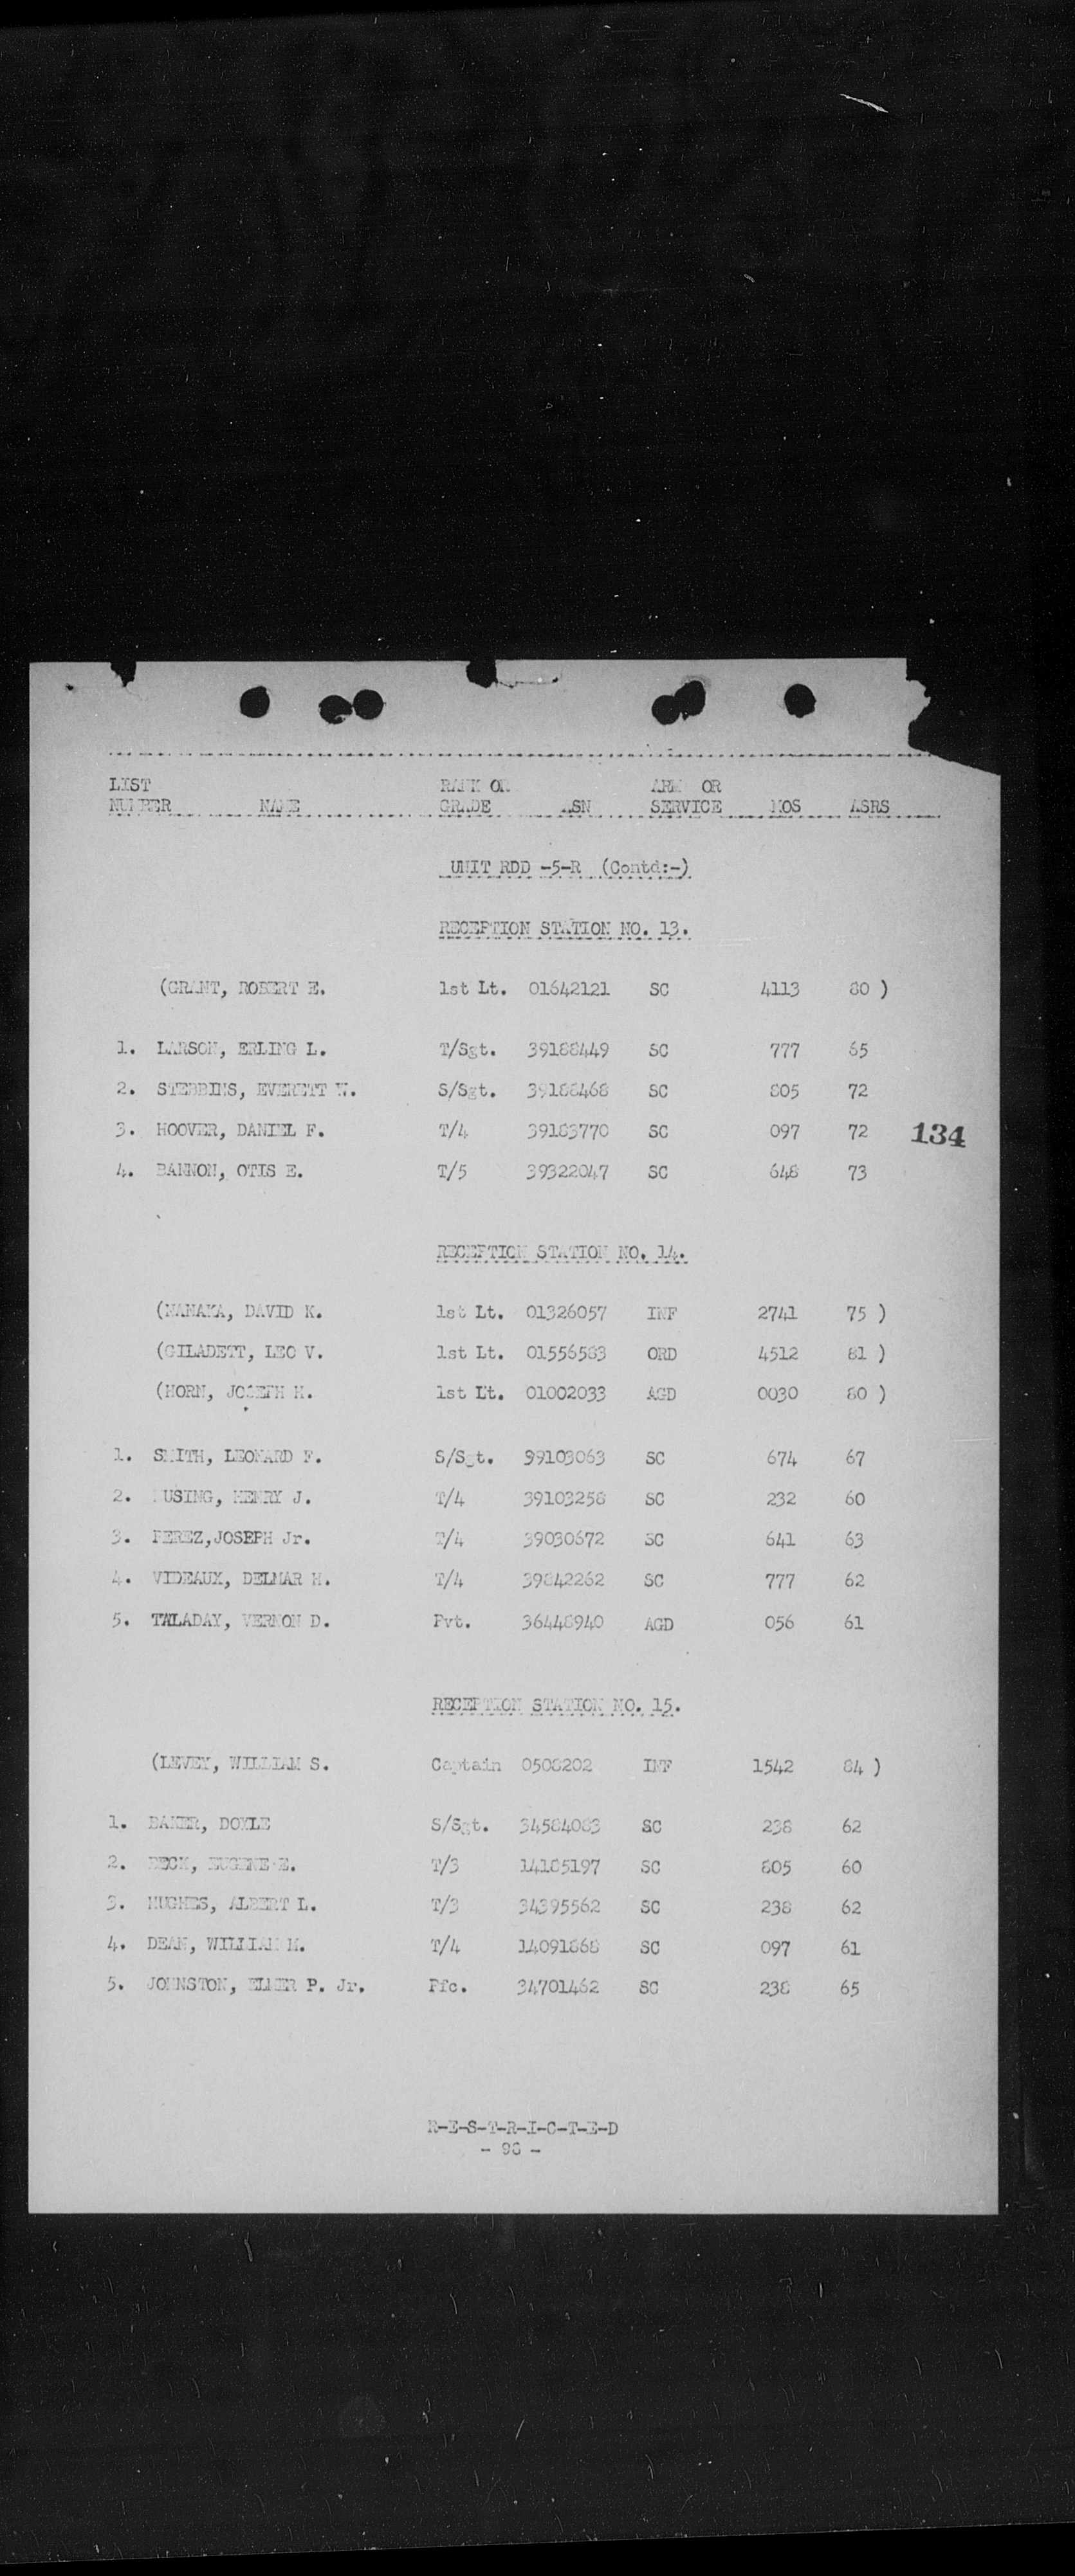 LIST RANK OR ARM OR
NUMBER NAME GRADE ASN SERVICE MOS ASRS
UNIT RDD -5-R (Contd:-)
RECEPTION STATION NO. 13.
(GRANT, ROBERT E. 1st Lt. 01642121 SC 4113 80 )
1. LARSON, ERLING L. T/Sgt. 39188449 SC 777 65
2. STEBBINS, EVERETT W. S/Sgt. 39188468 SC 805 72
3. HOOVER, DANIEL F. T/4 39183770 SC 097 72
134
4. BANNON, OTIS E. T/5 39322047 SC 648 73
RECEPTION STATION NO. 14.
(NAMAKA, DAVID K. 1st Lt. 01326057 INF 2741 75 )
(GILADETT, LEO V. 1st Lt. 01556583 ORD 4512 81 )
(HORN, JOSEPH H. 1st Lt. 01002033 AGD 0030 80 )
1. SMITH, LEONARD F. S/Sgt. 99103063 SC 674 67
2. HENRY J. T/4 39103258 SC 232 60
3. PEREZ,JOSEPH Jr. T/4 39030672 SC 641 63
4. VIDEAUX, DELMAR H. T/4 39842262 SC 777 62
5. TALADAY, VERNON D. Pvt. 36448940 AGD 056 61
RECEPTION STATION NO. 15.
(LEVEY, WILLIAM S. Captain 0508202 INF 1542 84 )
1. BAKER, DOYLE S/Sgt. 34584083 SC 238 62
2. BECK, EUGENE E. T/3 14185197 SC 805 60
3. HUGHES, ALBERT L. T/3 34395562 SC 238 62
4. DEAN, WILLIAM M. T/4 14091868 SC 097 61
5. JOHNSTON, ELMER P. Jr. Pfc. 34701462 SC 238 65
R-E-S-T-R-I-C-T-E-D
- 98 -